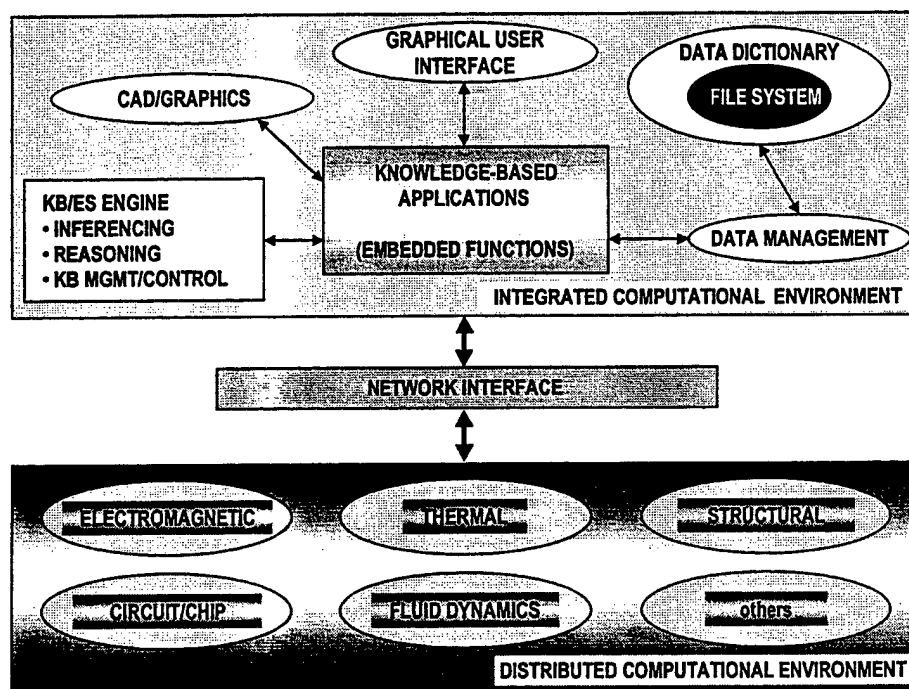 GRAPHICAL USER
INTERFACE
DATA DICTIONARY
FILE SYSTEM
CAD/GRAPHICS
KNOWLEDGE-BASED
APPLICATIONS
(EMBEDDED FUNCTIONS)
KB/ES ENGINE
• INFERENCING
• REASONING
• KB MGMT/CONTROL
DATA MANAGEMENT
INTEGRATED COMPUTATIONAL ENVIRONMENT
NETWORK INTERFACE
ELECTROMAGNETIC
THERMAL
STRUCTURAL
CIRCUIT/CHIP
FLUID DYNAMICS
others
DISTRIBUTED COMPUTATIONAL ENVIRONMENT